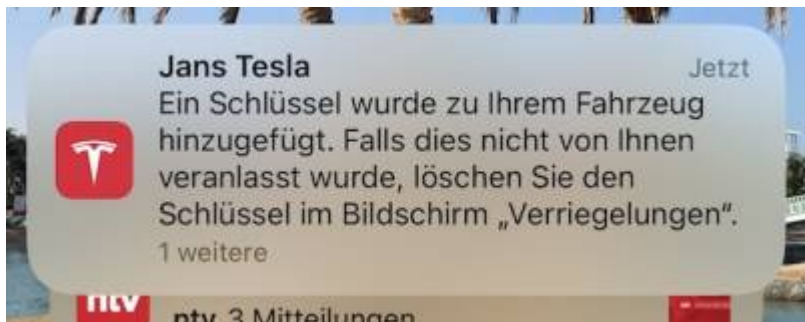 Jans Tesla
Jetzt
Ein Schlüssel wurde zu Ihrem Fahrzeug
hinzugefügt. Falls dies nicht von Ihnen
veranlasst wurde, löschen Sie den
Schlüssel im Bildschirm „Verriegelungen“.
1 weitere
ntv
ntv 3 Mitteilungen